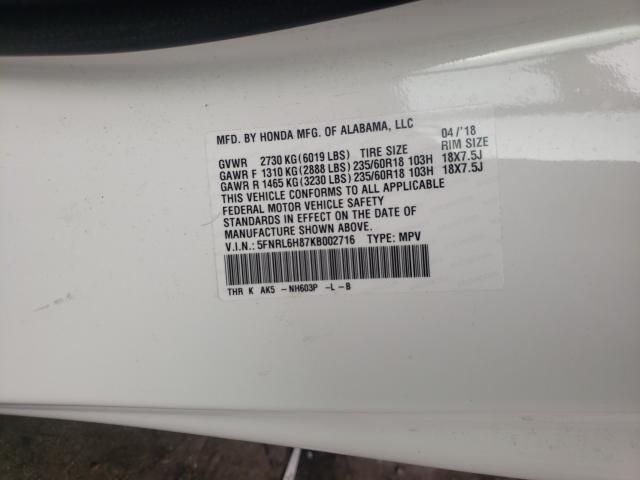 MFD. BY HONDA MFG. OF ALABAMA, LLC 04/'18
GVWR 2730 KG(6019 LBS) TIRE SIZE RIM SIZE
GAWR F 1310 KG(2888 LBS) 235/60R18 103H 18X7.5J
GAWR R 1465 KG(3230 LBS) 235/60R18 103H 18X7.5J
THIS VEHICLE CONFORMS TO ALL APPLICABLE
FEDERAL MOTOR VEHICLE SAFETY
STANDARDS IN EFFECT ON THE DATE OF
MANUFACTURE SHOWN ABOVE.
V.I.N.: 5FNRL6H87KB002716 TYPE: MPV
THR K AK5 -NH603P -L-B